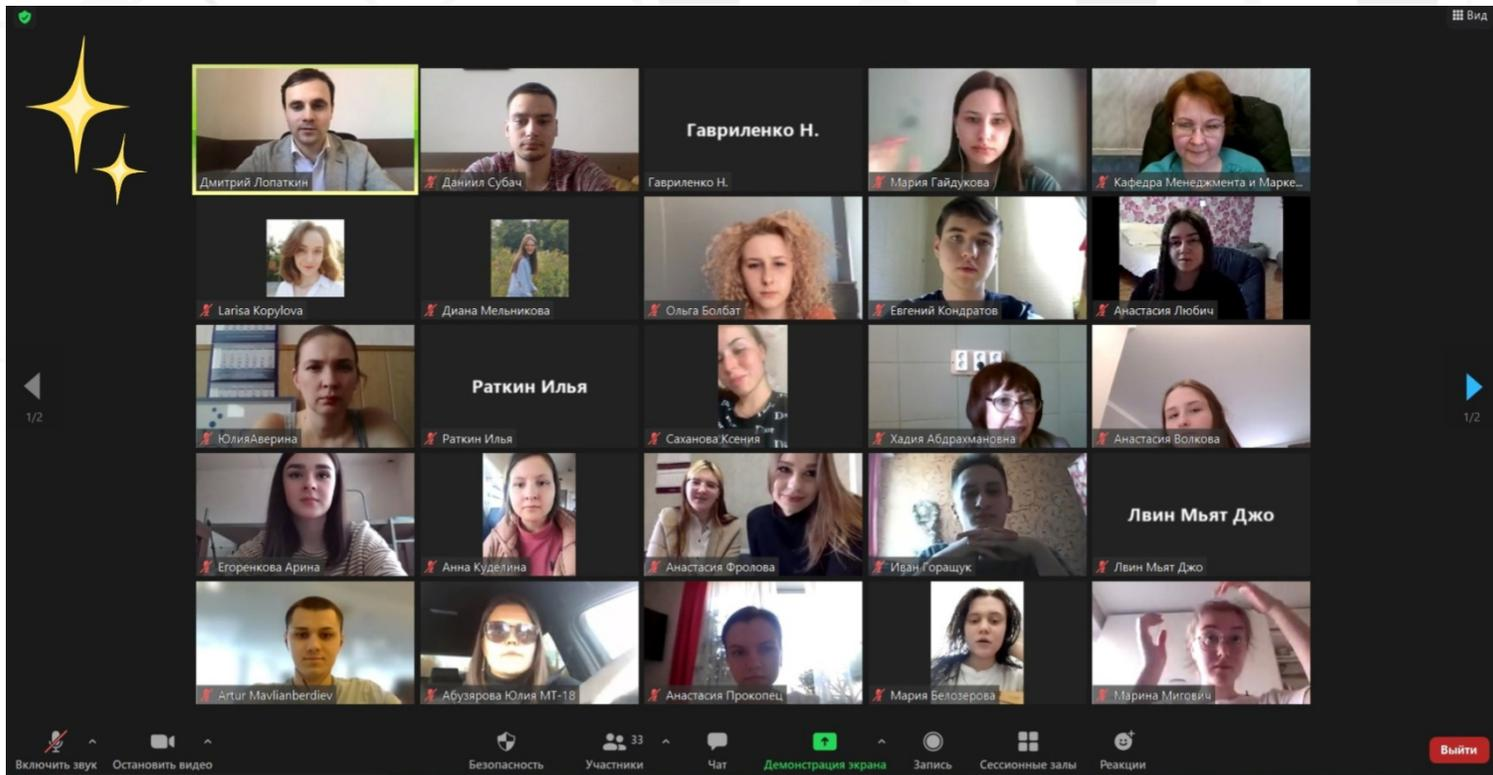 Вид
Дмитрий Лопаткин
Даниил Субач
Гавриленко Н.
Гавриленко Н.
Мария Гайдукова
Кафедра Менеджмента и Марке...
Larisa Kopylova
Диана Мельникова
Ольга Болбат
Евгений Кондратов
Анастасия Любич
1/2
1/2
ЮлияАверина
Раткин Илья
Раткин Илья
Саханова Ксения
Хадия Абдрахмановна
Анастасия Волкова
Егоренкова Арина
Анна Куделина
Анастасия Фролова
Иван Горащук
Лвин Мьят Джо
Лвин Мьят Джо
Artur Mavlianberdiev
Абузярова Юлия МТ-18
Анастасия Прокопец
Мария Белозерова
Марина Мигович
Включить звук
Остановить видео
Безопасность
33
Участники
Чат
Демонстрация экрана
Запись
Сессионные залы
Реакции
Выйти